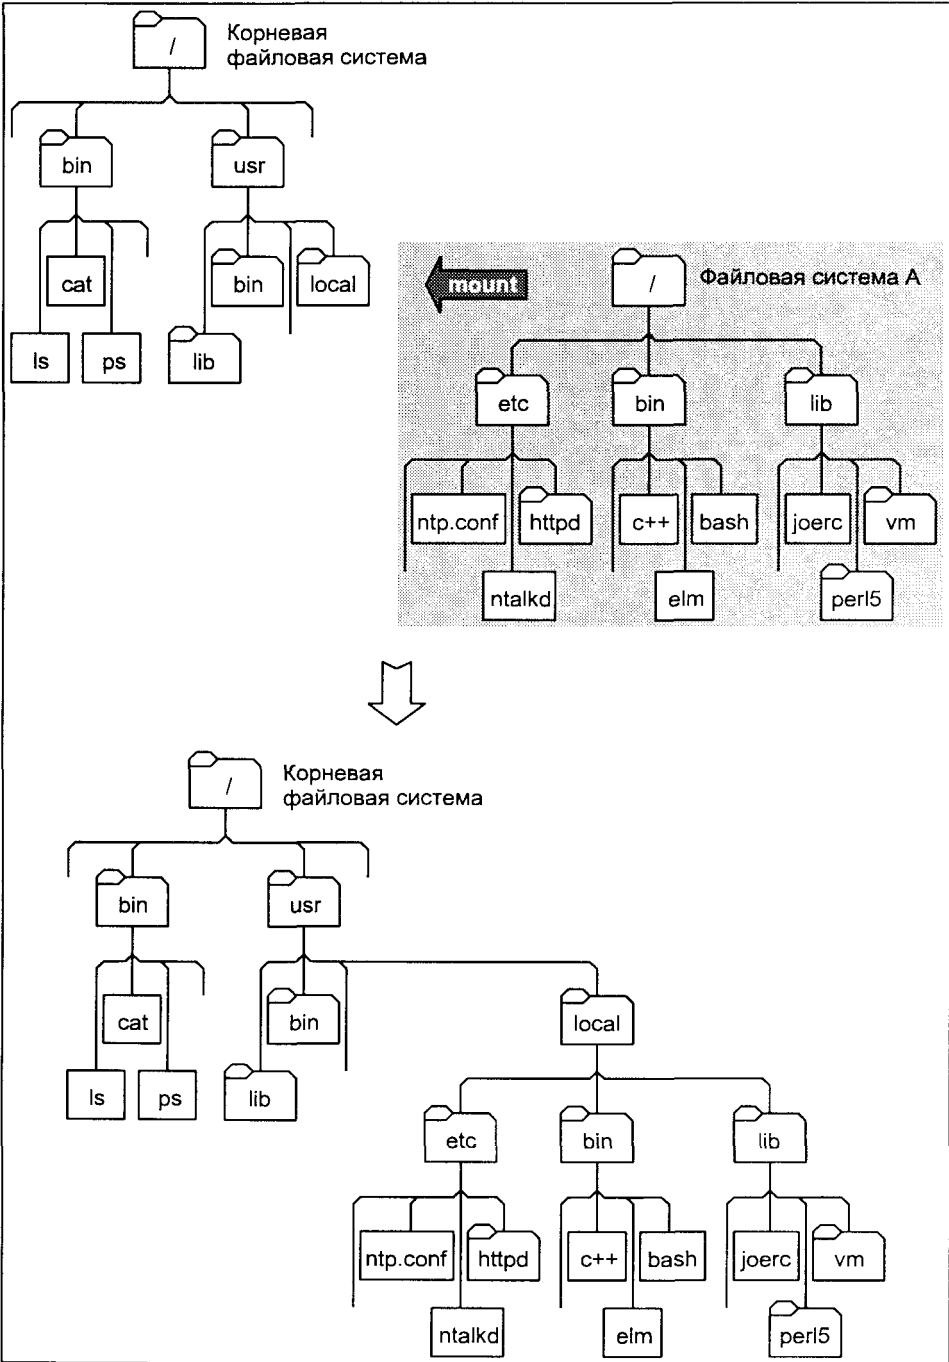 /
Корневая
файловая система
bin
usr
cat
bin
local
ls
ps
lib
mount
/
Файловая система А
etc
bin
lib
ntp.conf
httpd
c++
bash
joerc
vm
ntalkd
elm
perl5
/
Корневая
файловая система
bin
usr
cat
bin
local
ls
ps
lib
etc
bin
lib
ntp.conf
httpd
c++
bash
joerc
vm
ntalkd
elm
perl5